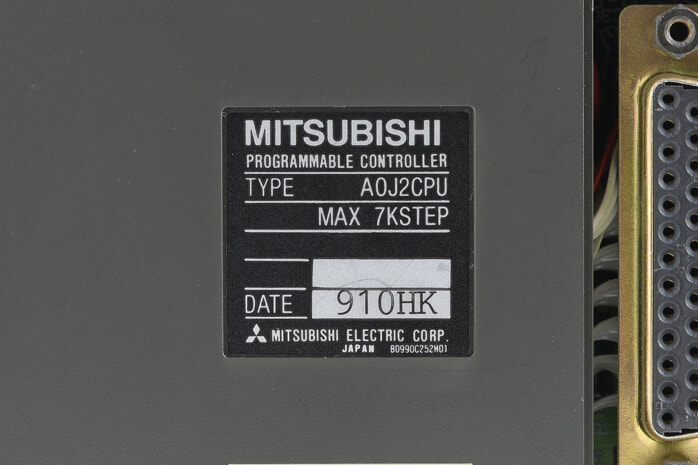 MITSUBISHI
PROGRAMMABLE CONTROLLER
TYPE A0J2CPU
MAX 7KSTEP
DATE 910HK
MITSUBISHI ELECTRIC CORP.
JAPAN BD990C252H01